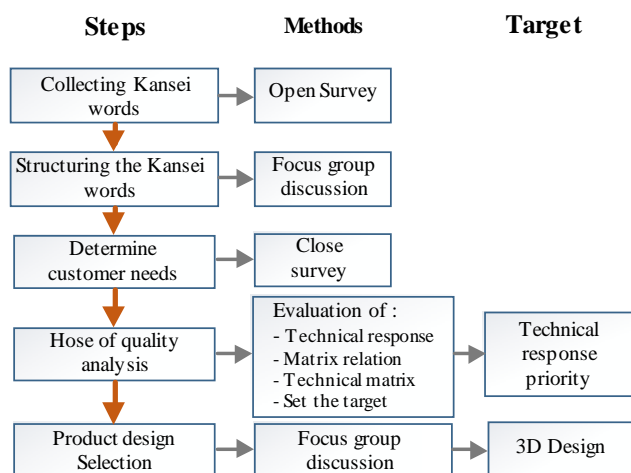 Steps Methods Target
Collecting Kansei
words
Open Survey
Structuring the Kansei
words
Focus group
discussion
Determine
customer needs
Close
survey
Hose of quality
analysis
Evaluation of :
- Technical response
- Matrix relation
- Technical matrix
- Set the target
Technical
response
priority
Product design
Selection
Focus group
discussion
3D Design